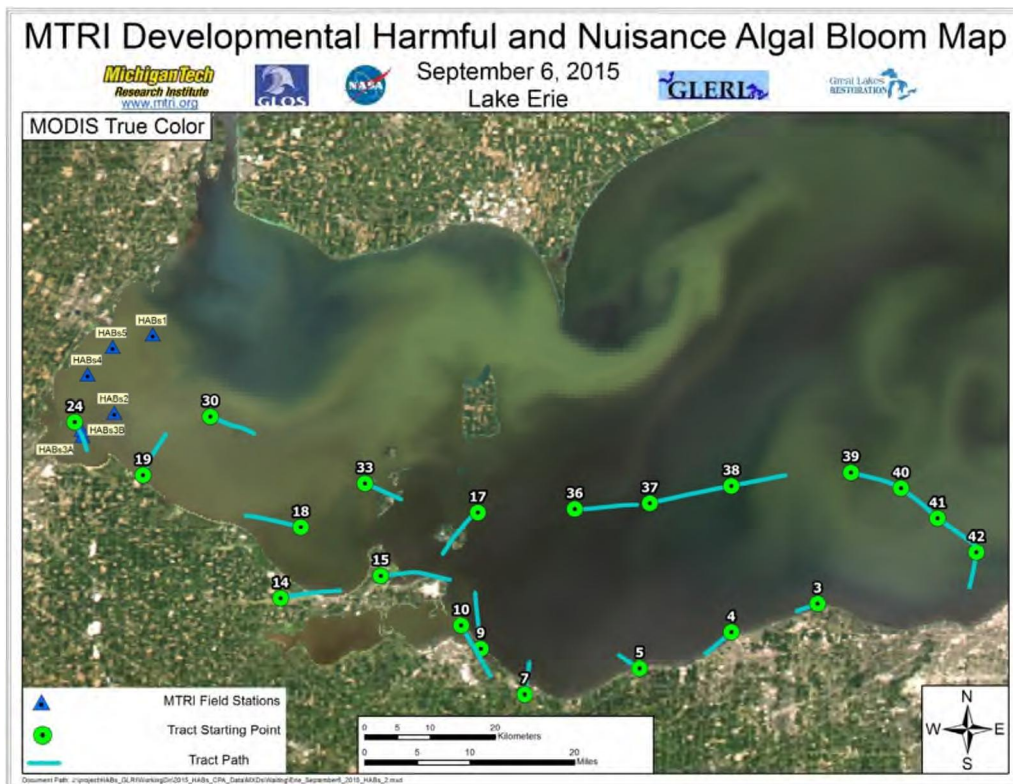 MTRI Developmental Harmful and Nuisance Algal Bloom Map
MichiganTech
Research Institute
www.mtri.org
GLOS
NASA
September 6, 2015
Lake Erie
GLERL
Great Lakes
RESTORATION
MODIS True Color
HABs1
HABs5
HABs4
HABs2
24
HABs3B
HABs3A
30
19
33
18
17
36
37
38
39
40
41
42
15
14
10
9
7
5
4
3
MTRI Field Stations
Tract Starting Point
Tract Path
0 5 10 20
Kilometers
0 5 10 20
Miles
N
W E
S